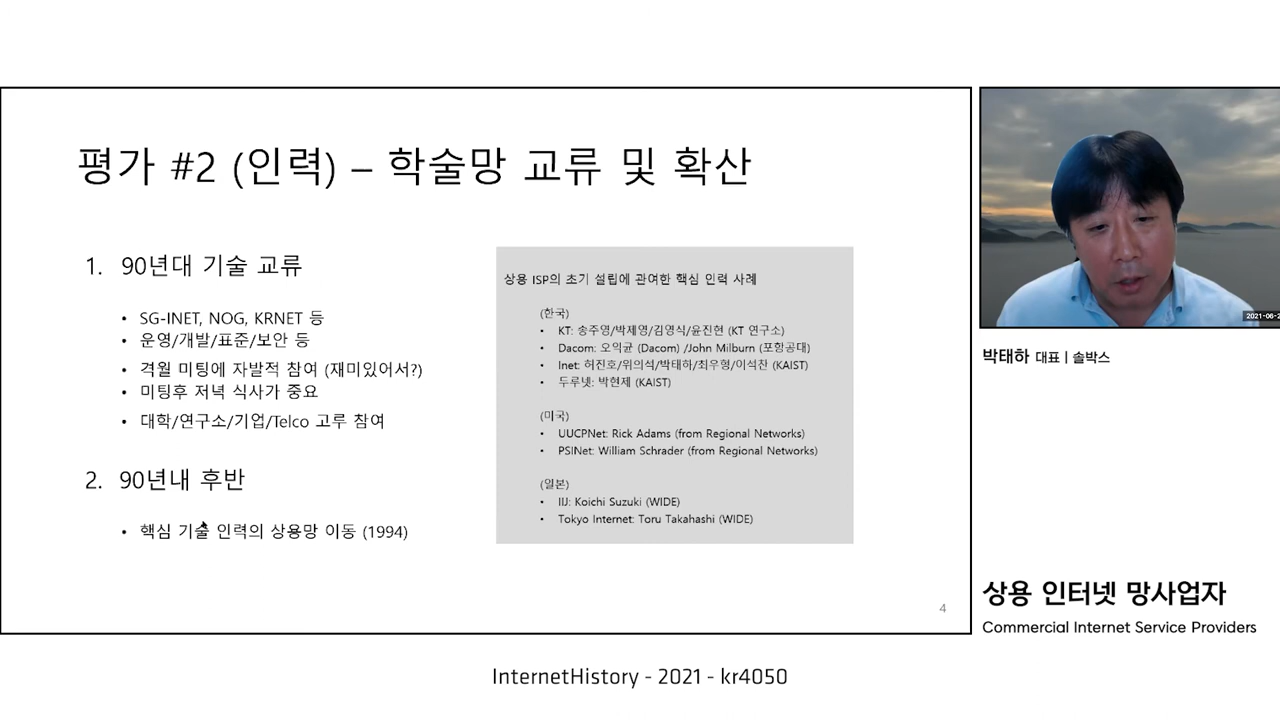 평가 #2 (인력) – 학술망 교류 및 확산
1. 90년대 기술 교류
• SG-INET, NOG, KRNET 등
• 운영/개발/표준/보안 등
• 격월 미팅에 자발적 참여 (재미있어서?)
• 미팅후 저녁 식사가 중요
• 대학/연구소/기업/Telco 고루 참여
2. 90년내 후반
• 핵심 기술 인력의 상용망 이동 (1994)
상용 ISP의 초기 설립에 관여한 핵심 인력 사례
(한국)
• KT: 송주영/박제영/김영식/윤진현 (KT 연구소)
• Dacom: 오익균 (Dacom) /John Milburn (포항공대)
• Inet: 허진호/위의석/박태하/최우형/이석찬 (KAIST)
• 두루넷: 박현제 (KAIST)
(미국)
• UUCPNet: Rick Adams (from Regional Networks)
• PSINet: William Schrader (from Regional Networks)
(일본)
• IIJ: Koichi Suzuki (WIDE)
• Tokyo Internet: Toru Takahashi (WIDE)
4
박태하 대표 | 솔박스
상용 인터넷 망사업자
Commercial Internet Service Providers
InternetHistory - 2021 - kr4050